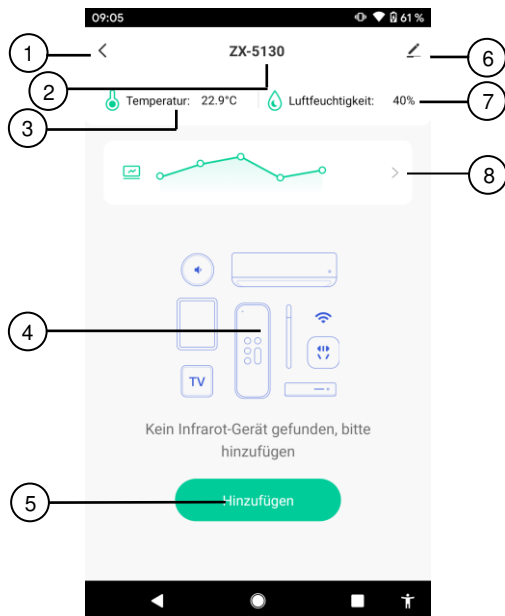 09:05 61 %
1 ZX-5130 6
2
Temperatur: 22.9°C Luftfeuchtigkeit: 40% 7
3
8
4
TV
Kein Infrarot-Gerät gefunden, bitte
hinzufügen
5 Hinzufügen